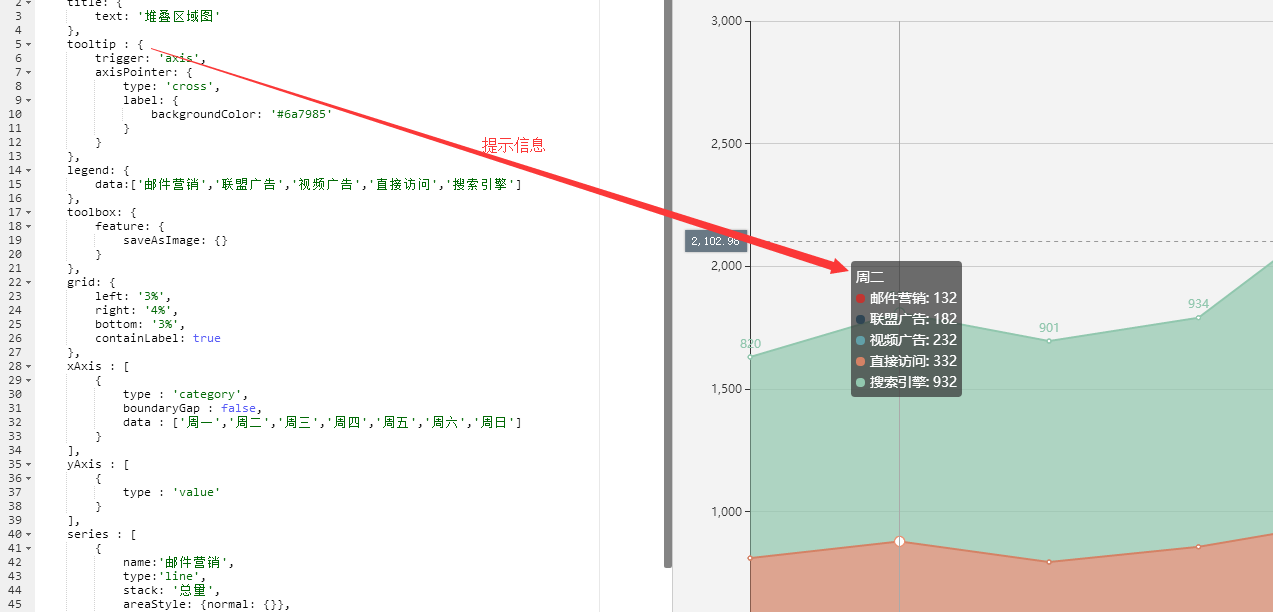 2 title: {
3 text: '堆叠区域图'
4 },
5 tooltip : {
6 trigger: 'axis',
7 axisPointer: {
8 type: 'cross',
9 label: {
10 backgroundColor: '#6a7985'
11 }
12 }
13 },
14 legend: {
15 data:['邮件营销','联盟广告','视频广告','直接访问','搜索引擎']
16 },
17 toolbox: {
18 feature: {
19 saveAsImage: {}
20 }
21 },
22 grid: {
23 left: '3%',
24 right: '4%',
25 bottom: '3%',
26 containLabel: true
27 },
28 xAxis : [
29 {
30 type : 'category',
31 boundaryGap : false,
32 data : ['周一','周二','周三','周四','周五','周六','周日']
33 }
34 ],
35 yAxis : [
36 {
37 type : 'value'
38 }
39 ],
40 series : [
41 {
42 name:'邮件营销',
43 type:'line',
44 stack: '总量',
45 areaStyle: {normal: {}},
提示信息
3,000
2,500
2,102.98
2,000
1,500
1,000
周二
邮件营销: 132
联盟广告: 182
视频广告: 232
直接访问: 332
搜索引擎: 932
820
901
934